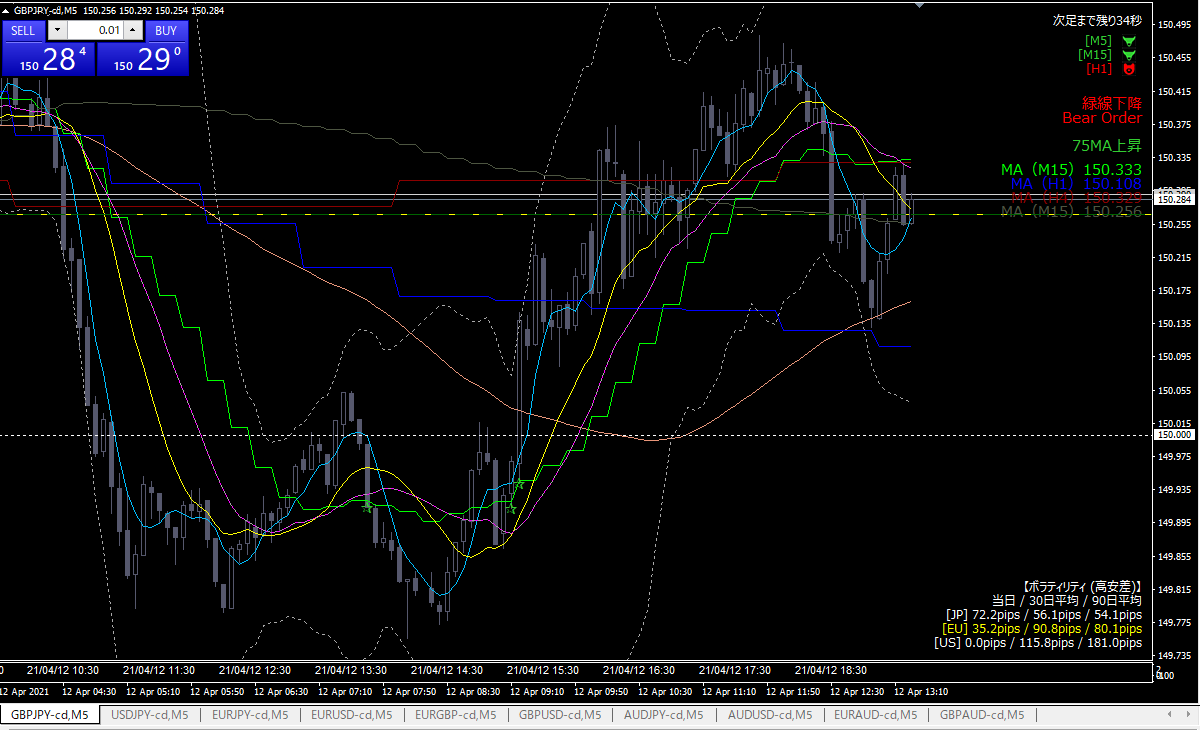 GBPJPY-cd,M5 150.256 150.292 150.254 150.284
SELL 0.01 BUY
150 28 4 150 29 0
次足まで残り34秒
[M5]
[M15]
[H1]
緑線下降
Bear Order
75MA上昇
MA（M15）150.333
MA（H1）150.108
MA（H4）150.329
MA（M15）150.256
150.495
150.455
150.415
150.375
150.335
150.284
150.255
150.215
150.175
150.135
150.095
150.055
150.015
150.000
149.975
149.935
149.895
149.855
149.815
149.775
149.735
【ボラティリティ(高安差)】
当日 / 30日平均 / 90日平均
[JP] 72.2pips / 56.1pips / 54.1pips
[EU] 35.2pips / 90.8pips / 80.1pips
[US] 0.0pips / 115.8pips / 181.0pips
0 21/04/12 10:30 21/04/12 11:30 21/04/12 12:30 21/04/12 13:30 21/04/12 14:30 21/04/12 15:30 21/04/12 16:30 21/04/12 17:30 21/04/12 18:30
12 Apr 2021 12 Apr 04:30 12 Apr 05:10 12 Apr 05:50 12 Apr 06:30 12 Apr 07:10 12 Apr 07:50 12 Apr 08:30 12 Apr 09:10 12 Apr 09:50 12 Apr 10:30 12 Apr 11:10 12 Apr 11:50 12 Apr 12:30 12 Apr 13:10
GBPJPY-cd,M5 USDJPY-cd,M5 EURJPY-cd,M5 EURUSD-cd,M5 EURGBP-cd,M5 GBPUSD-cd,M5 AUDJPY-cd,M5 AUDUSD-cd,M5 EURAUD-cd,M5 GBPAUD-cd,M5